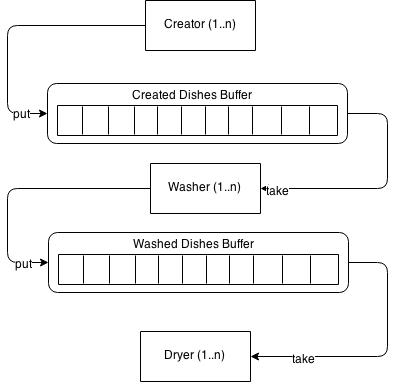 Creator (1..n)
put
Created Dishes Buffer
Washer (1..n)
take
put
Washed Dishes Buffer
Dryer (1..n)
take